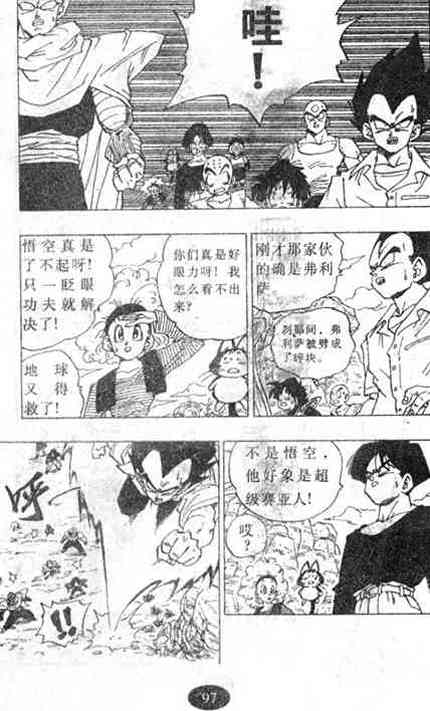 哇
！
刚才那家伙
的确是弗利
萨
刹那间，弗
利萨被劈成
了碎块。
你们真是好
眼力呀！我
怎么看不出
来？
悟空真是
了不起呀！
只一眨眼
功夫就解
决了！
地球
又得
救了！
不是悟空，
他好象是超
级赛亚人！
哎
？
呼
!!
97